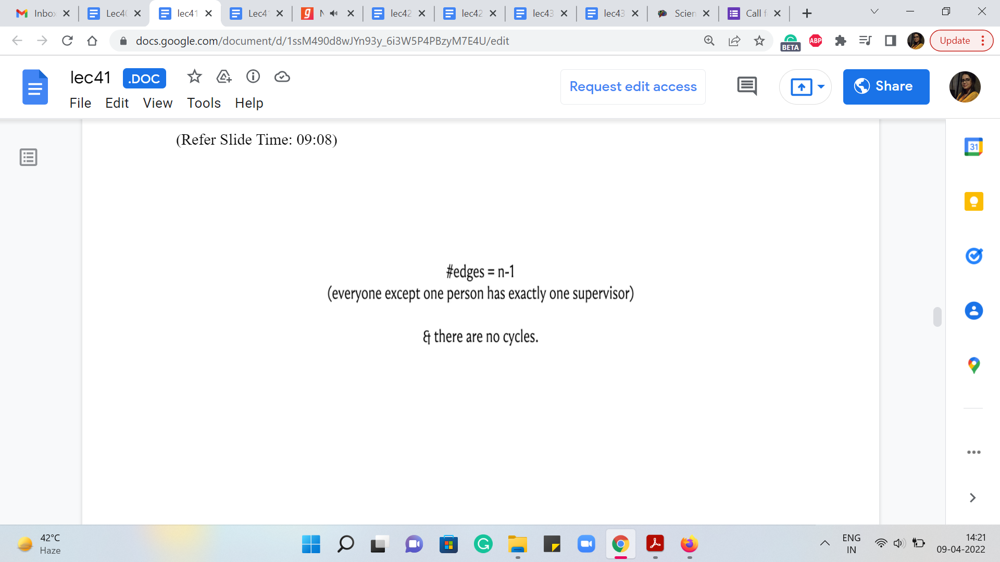 Inbox Lec40 lec41 Lec41 N lec42 lec42 lec43 lec43 Scien Call f
docs.google.com/document/d/1ssM490d8wJYn93y_6i3W5P4PBzyM7E4U/edit
BETA ABP Update
lec41 .DOC
Request edit access
Share
File Edit View Tools Help
(Refer Slide Time: 09:08)
31
#edges = n-1
(everyone except one person has exactly one supervisor)
& there are no cycles.
42°C
Haze
ENG
IN
14:21
09-04-2022